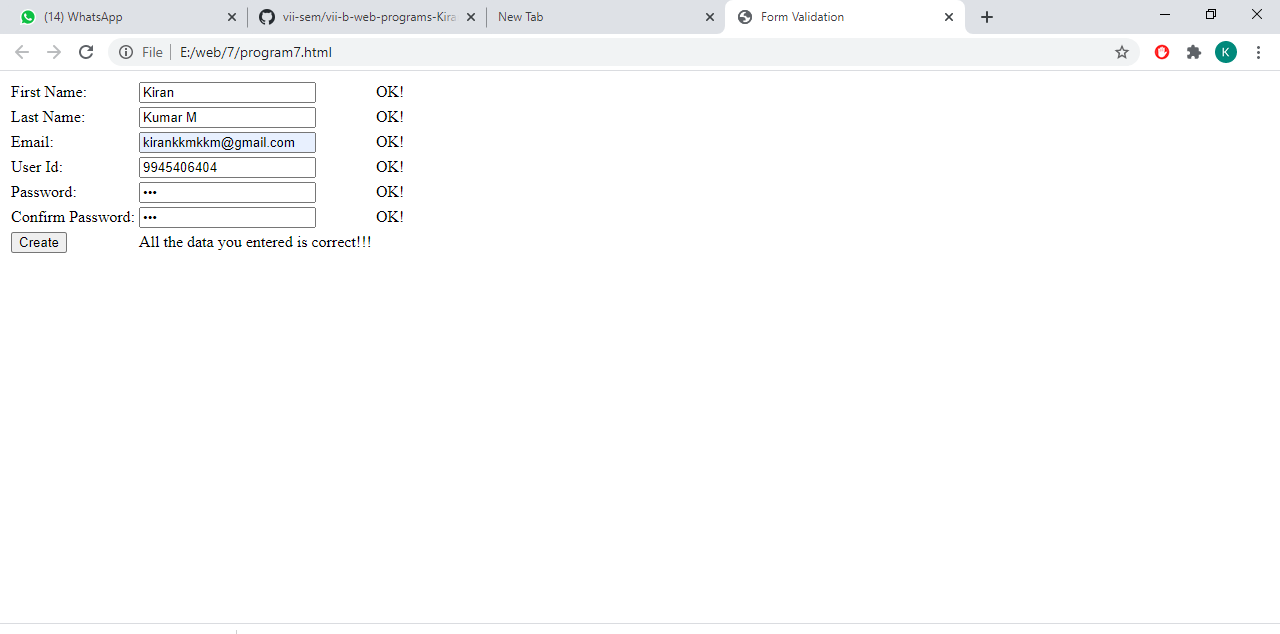 (14) WhatsApp vii-sem/vii-b-web-programs-Kira New Tab Form Validation
File E:/web/7/program7.html K
First Name: Kiran OK!
Last Name: Kumar M OK!
Email: kirankkmkkm@gmail.com OK!
User Id: 9945406404 OK!
Password: ••• OK!
Confirm Password: ••• OK!
Create All the data you entered is correct!!!